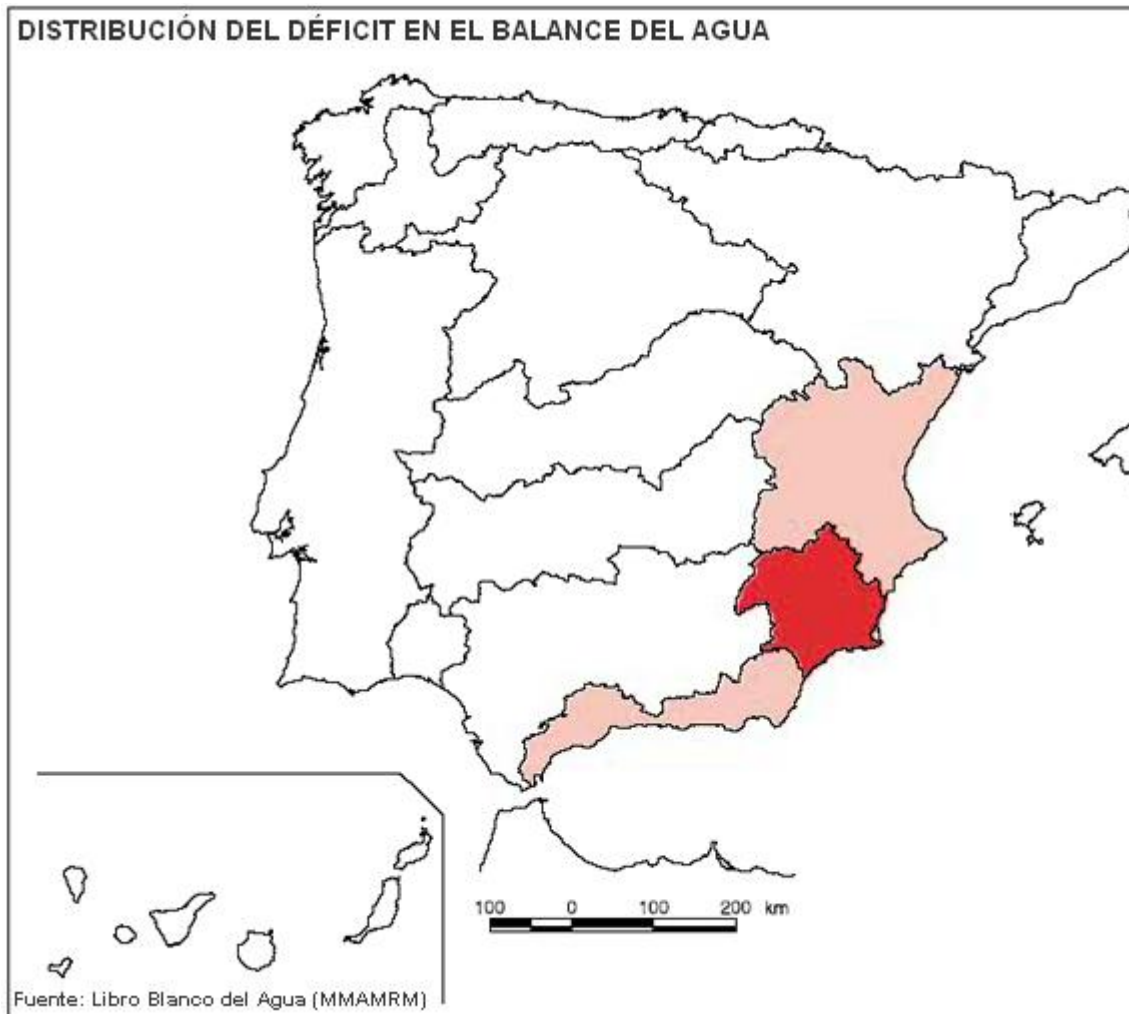 DISTRIBUCIÓN DEL DÉFICIT EN EL BALANCE DEL AGUA
100 0 100 200 km
Fuente: Libro Blanco del Agua (MMAMRM)